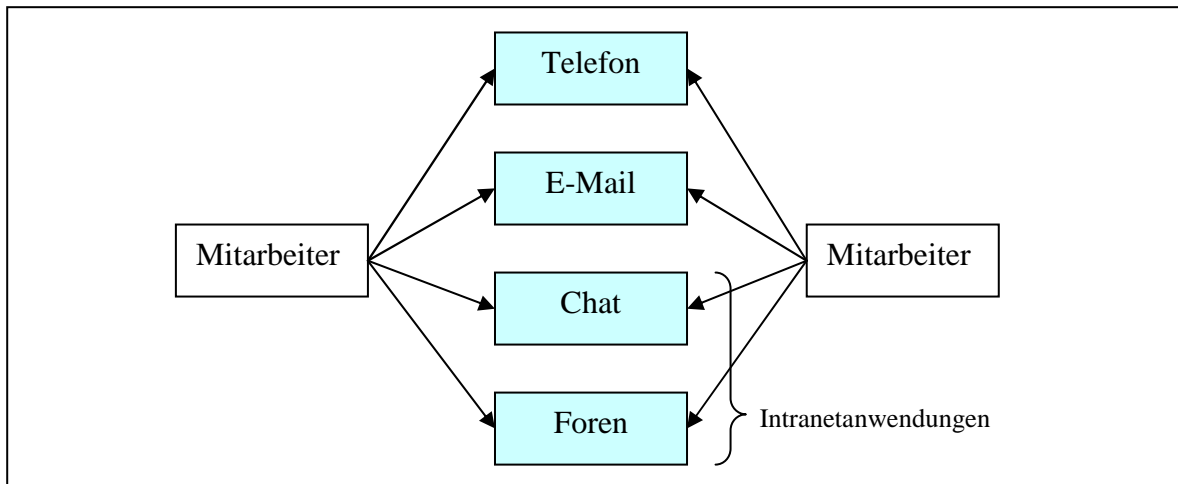 Telefon
E-Mail
Mitarbeiter
Mitarbeiter
Chat
Foren
Intranetanwendungen